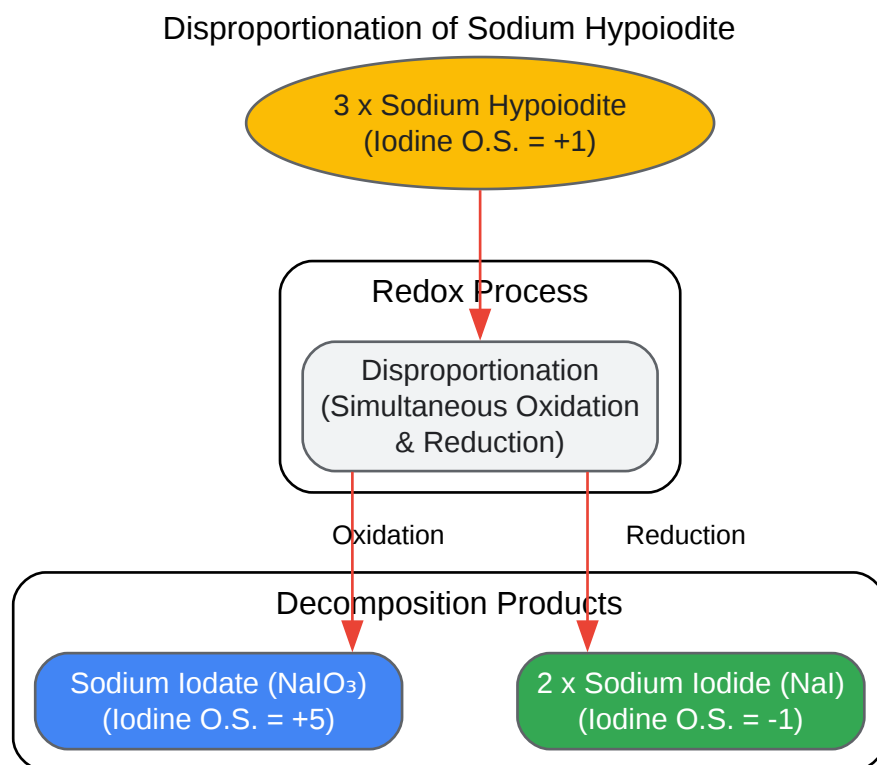 Disproportionation of Sodium Hypoiodite
3 x Sodium Hypoiodite
(Iodine O.S. = +1)
Redox Process
Disproportionation
(Simultaneous Oxidation
& Reduction)
Oxidation
Reduction
Decomposition Products
Sodium Iodate (NaIO₃)
(Iodine O.S. = +5)
2 x Sodium Iodide (NaI)
(Iodine O.S. = -1)